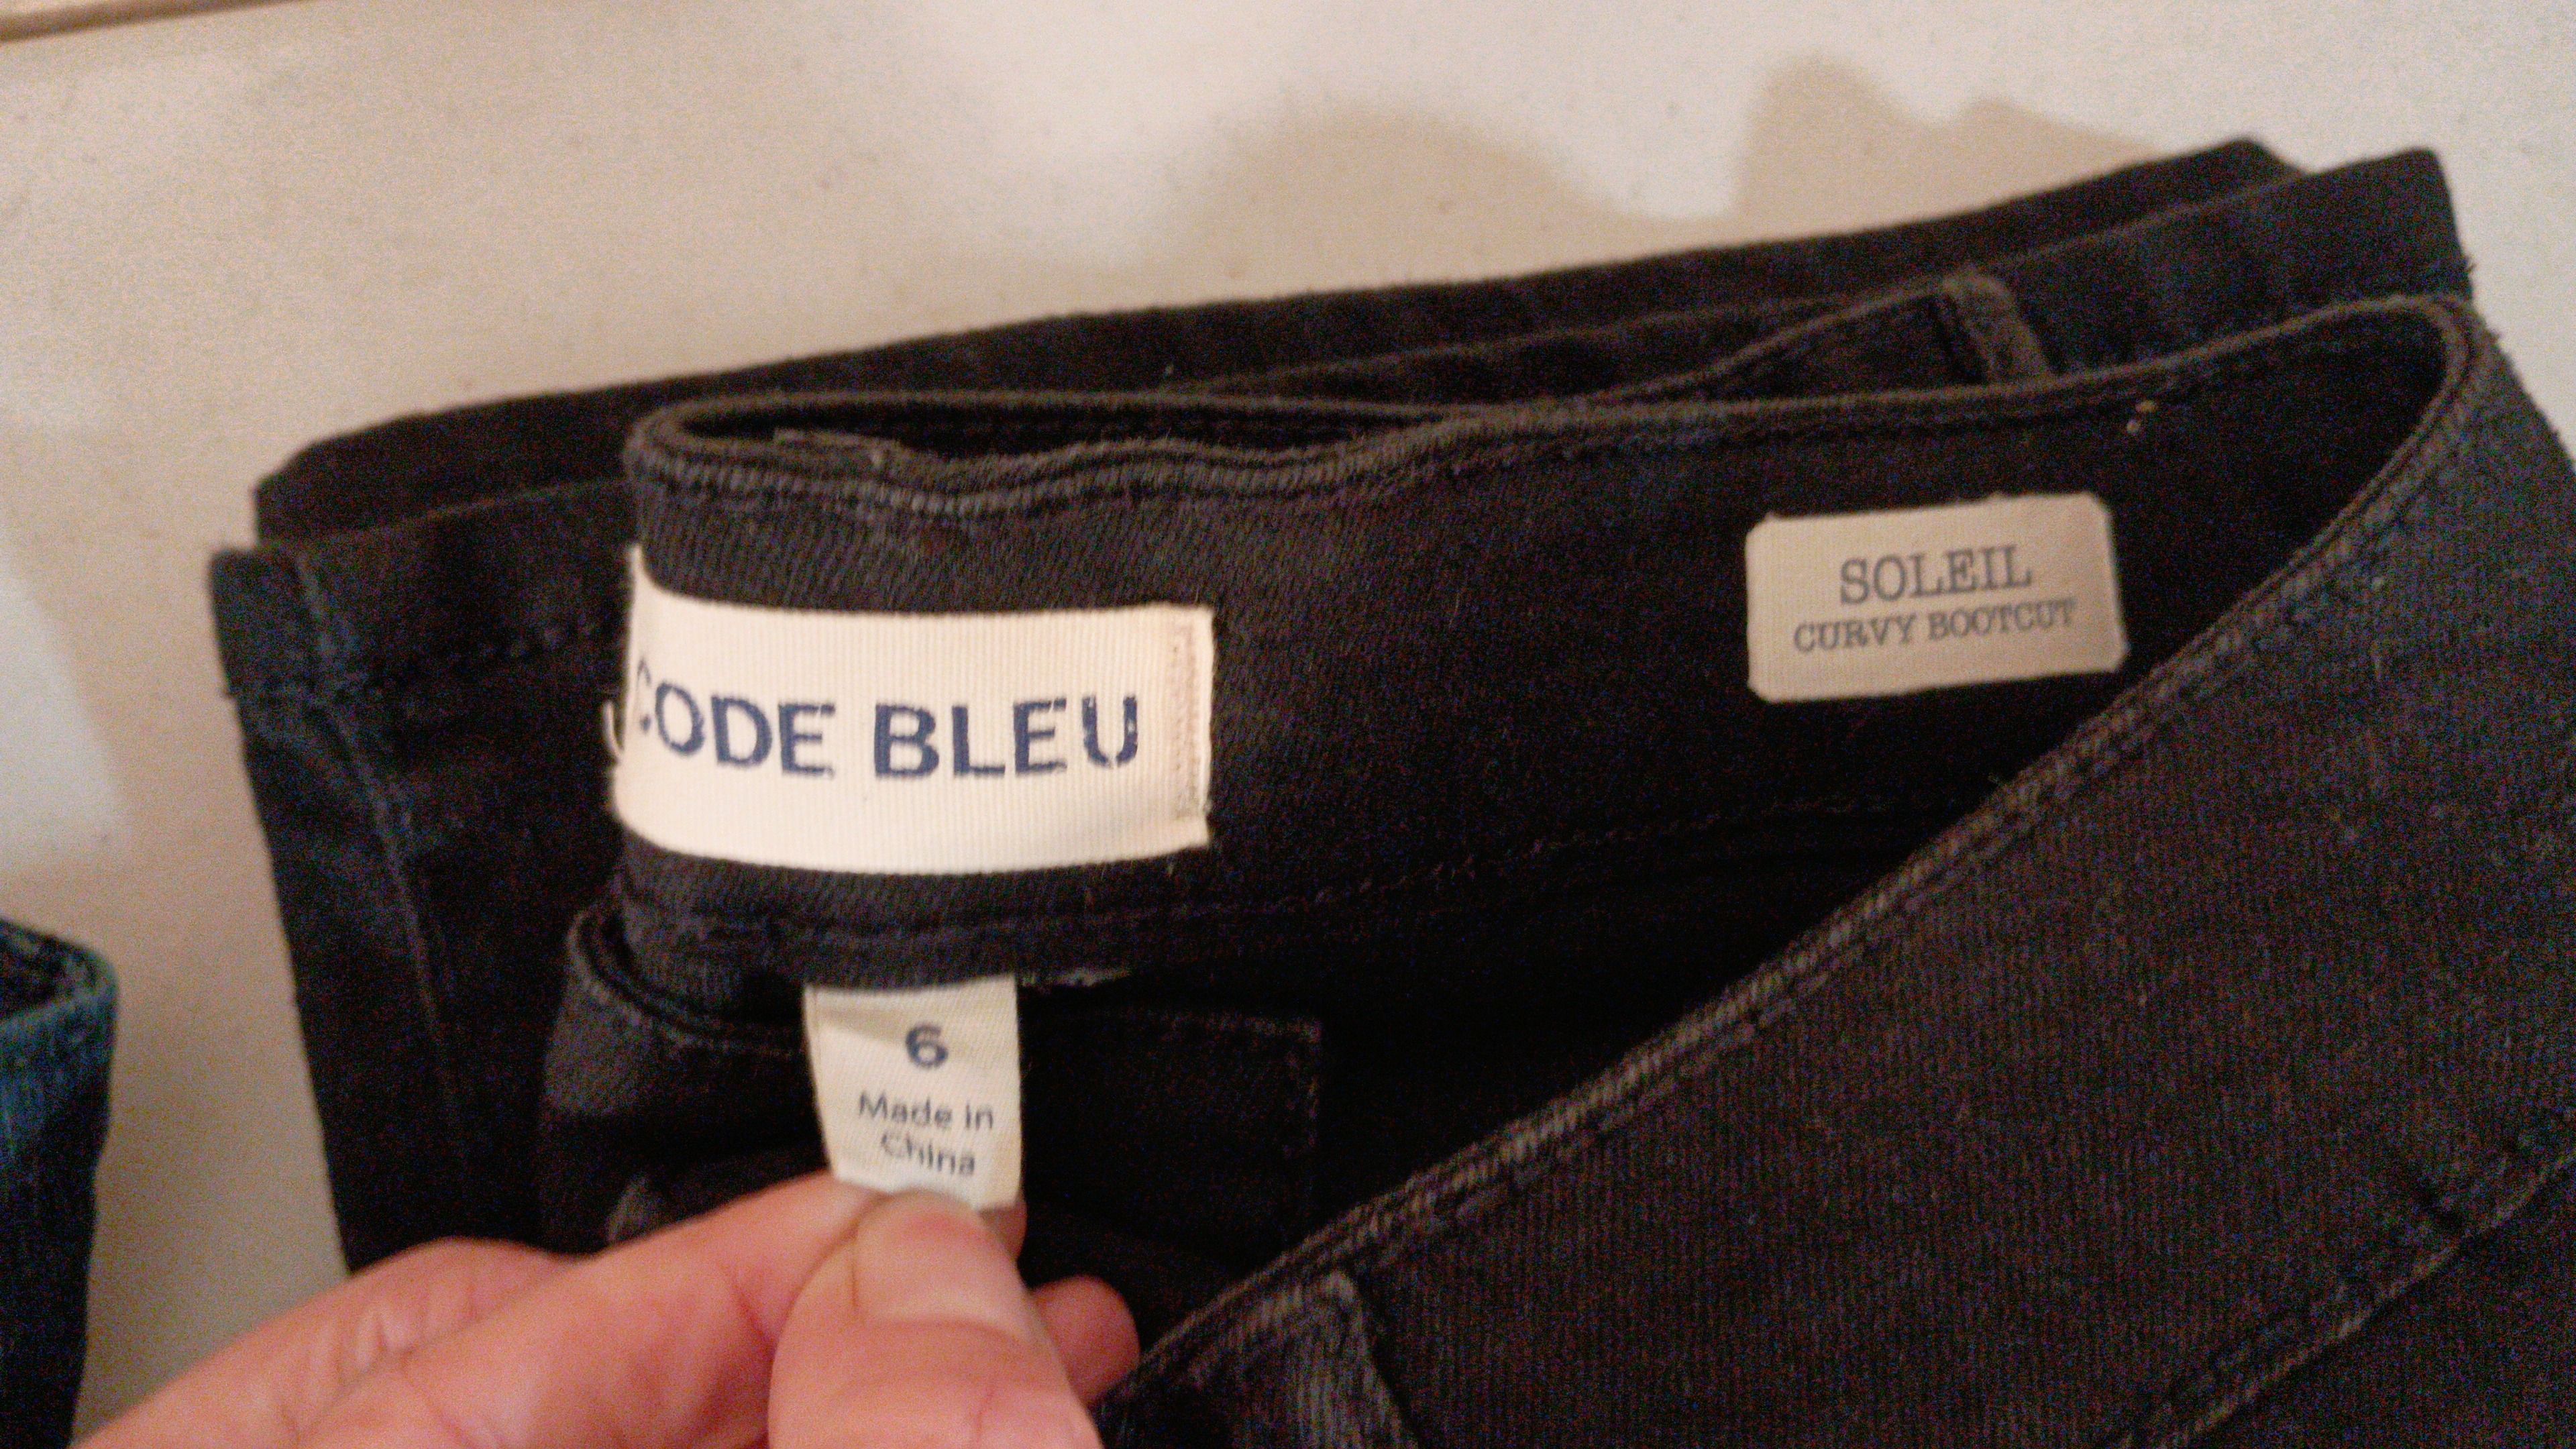 CODE BLEU
SOLEIL
CURVY BOOTCUT
6
Made in
China